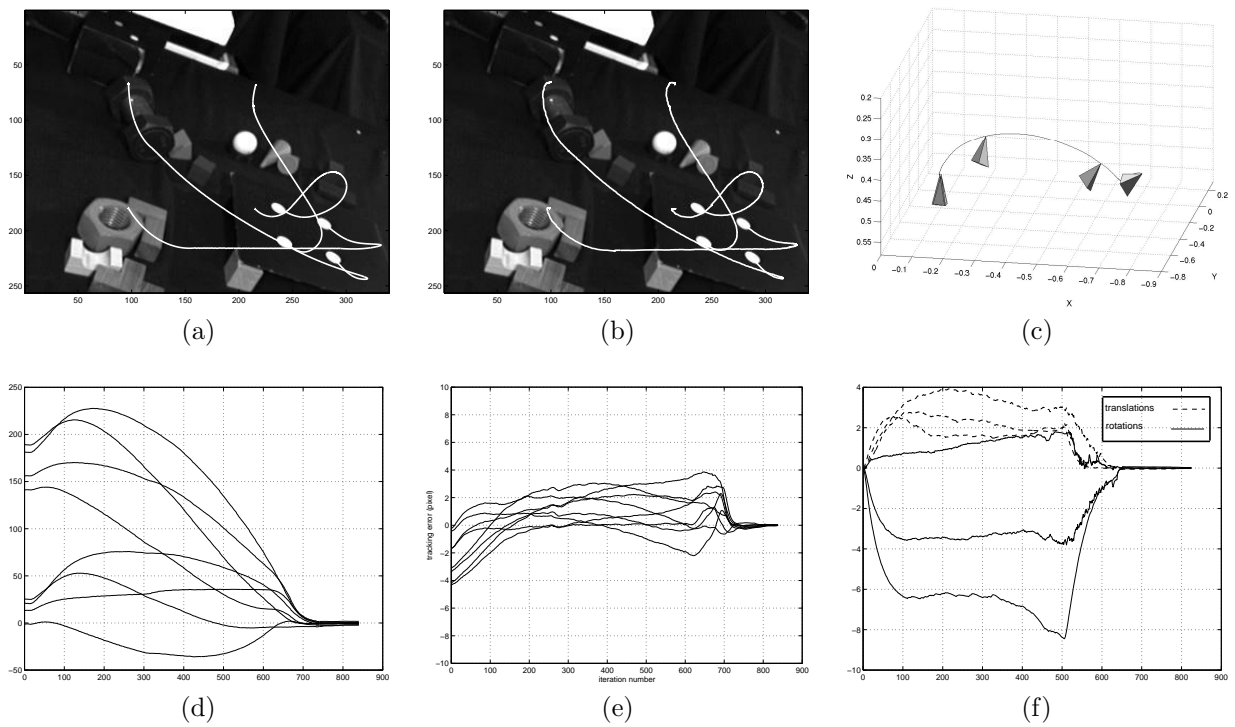 50
100
150
200
250
50 100 150 200 250 300
(a)
50
100
150
200
250
50 100 150 200 250 300
(b)
0.2
0.25
0.3
0.35
0.4
0.45
0.5
0.55
Z
0 −0.1 −0.2 −0.3 −0.4 −0.5 −0.6 −0.7 −0.8 −0.9
X
0.2
0
−0.2
−0.4
−0.6
−0.8
Y
(c)
250
200
150
100
50
0
−50
0 100 200 300 400 500 600 700 800 900
(d)
10
8
6
4
2
0
−2
−4
−6
−8
−10
tracking error (pixel)
0 100 200 300 400 500 600 700 800 900
iteration number
(e)
4
2
0
−2
−4
−6
−8
−10
translations
rotations
0 100 200 300 400 500 600 700 800 900
(f)